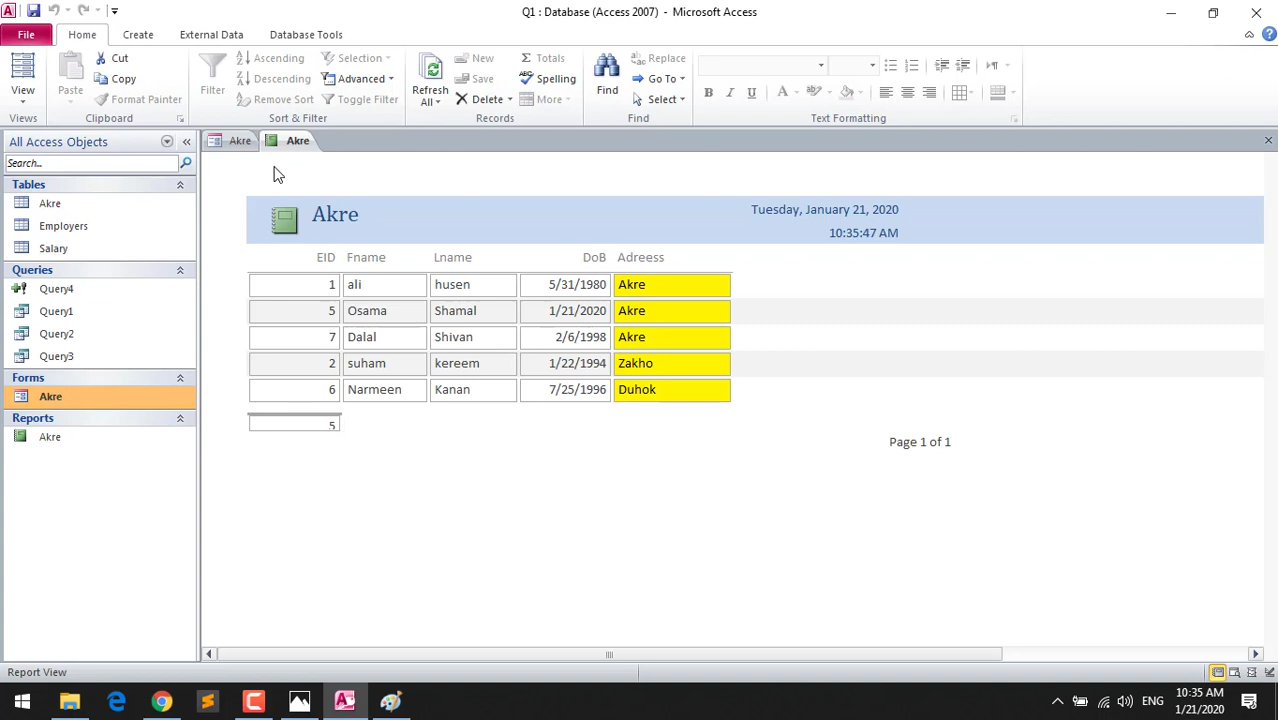 Q1 : Database (Access 2007) - Microsoft Access
File Home Create External Data Database Tools
View
Views
Paste
Cut
Copy
Format Painter
Clipboard
Filter
Ascending
Descending
Remove Sort
Selection
Advanced
Toggle Filter
Sort & Filter
Refresh All
New
Save
Delete
Totals
Spelling
More
Records
Find
Replace
Go To
Select
Find
B I U
A
Text Formatting
All Access Objects
Search...
Tables
Akre
Employers
Salary
Queries
Query4
Query1
Query2
Query3
Forms
Akre
Reports
Akre
Akre Akre
Akre
Tuesday, January 21, 2020
10:35:47 AM
EID Fname Lname DoB Adreess
1 ali husen 5/31/1980 Akre
5 Osama Shamal 1/21/2020 Akre
7 Dalal Shivan 2/6/1998 Akre
2 suham kereem 1/22/1994 Zakho
6 Narmeen Kanan 7/25/1996 Duhok
5
Page 1 of 1
Report View
ENG
10:35 AM
1/21/2020